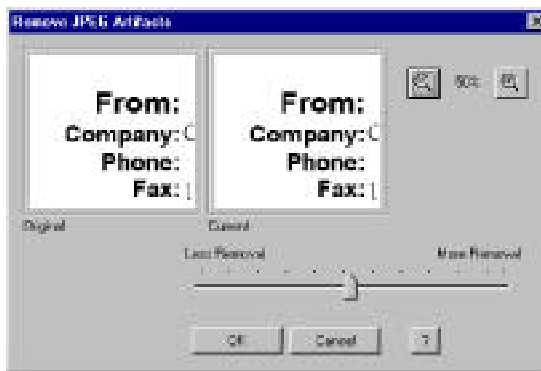 Remove JPEG Artifacts
From:
Company: C
Phone:
Fax:
From:
Company: C
Phone:
Fax:
50%
Original
Current
Less Removal
More Removal
OK
Cancel
?